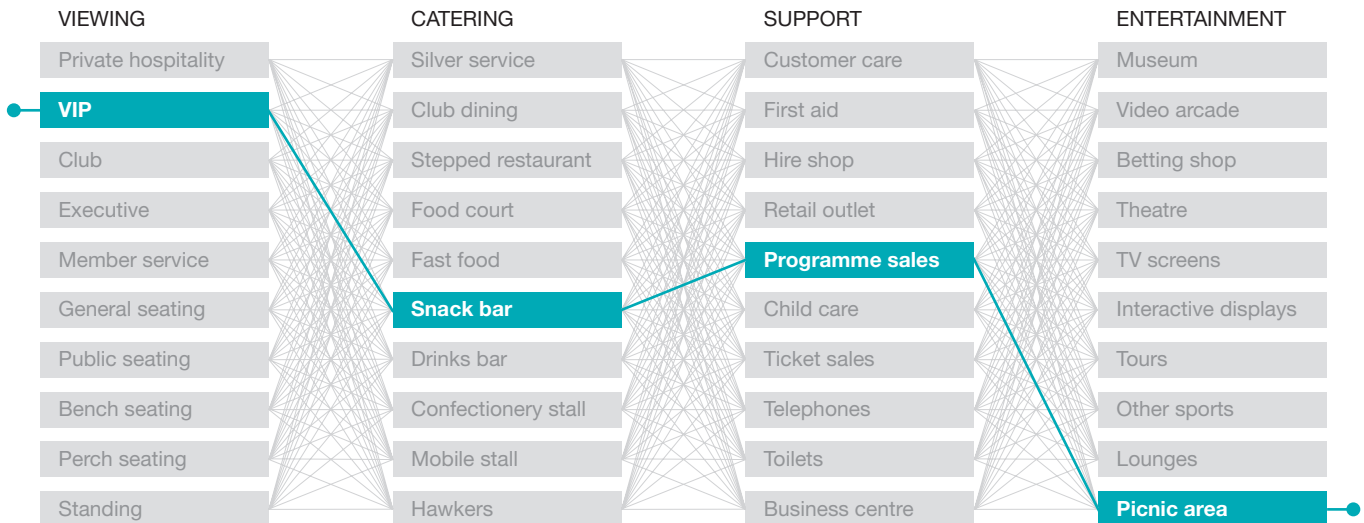 VIEWING
Private hospitality
VIP
Club
Executive
Member service
General seating
Public seating
Bench seating
Perch seating
Standing
CATERING
Silver service
Club dining
Stepped restaurant
Food court
Fast food
Snack bar
Drinks bar
Confectionery stall
Mobile stall
Hawkers
SUPPORT
Customer care
First aid
Hire shop
Retail outlet
Programme sales
Child care
Ticket sales
Telephones
Toilets
Business centre
ENTERTAINMENT
Museum
Video arcade
Betting shop
Theatre
TV screens
Interactive displays
Tours
Other sports
Lounges
Picnic area